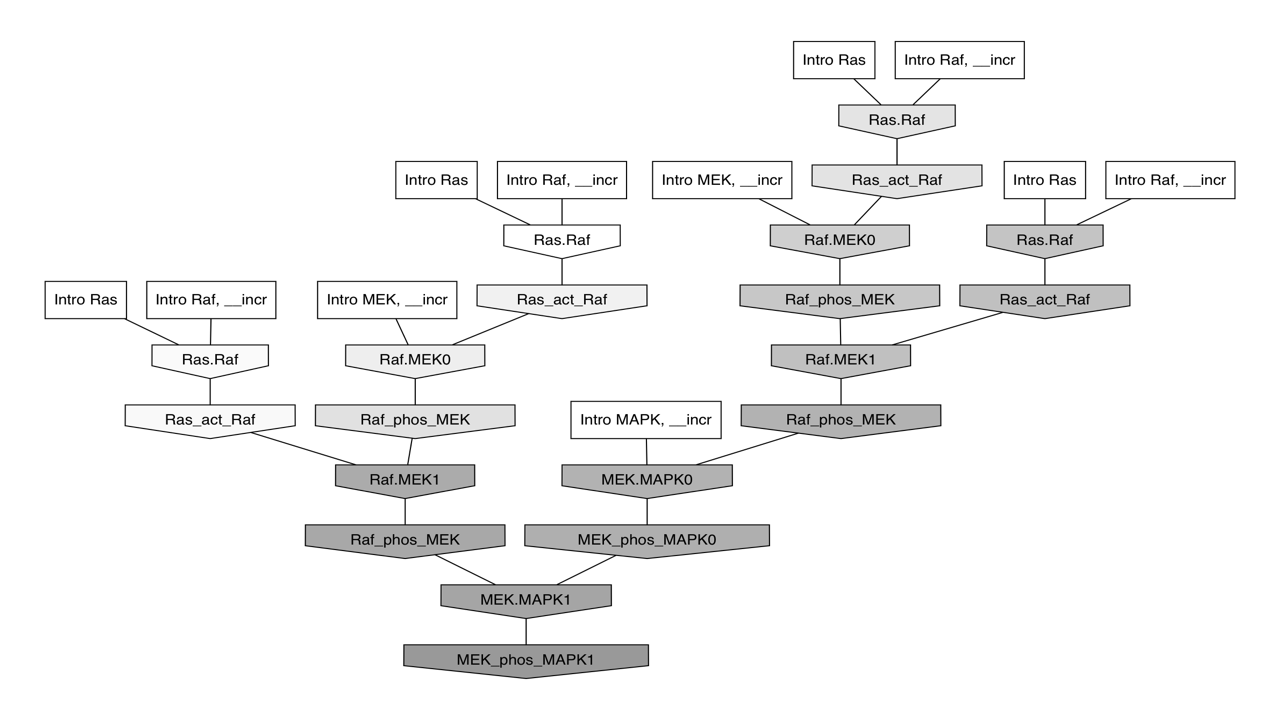 Intro Ras
Intro Raf, __incr
Ras.Raf
Intro Ras
Intro Raf, __incr
Intro MEK, __incr
Ras_act_Raf
Intro Ras
Intro Raf, __incr
Ras.Raf
Raf.MEK0
Ras.Raf
Intro Ras
Intro Raf, __incr
Intro MEK, __incr
Ras_act_Raf
Raf_phos_MEK
Ras_act_Raf
Ras.Raf
Raf.MEK0
Raf.MEK1
Ras_act_Raf
Raf_phos_MEK
Intro MAPK, __incr
Raf_phos_MEK
Raf.MEK1
MEK.MAPK0
Raf_phos_MEK
MEK_phos_MAPK0
MEK.MAPK1
MEK_phos_MAPK1